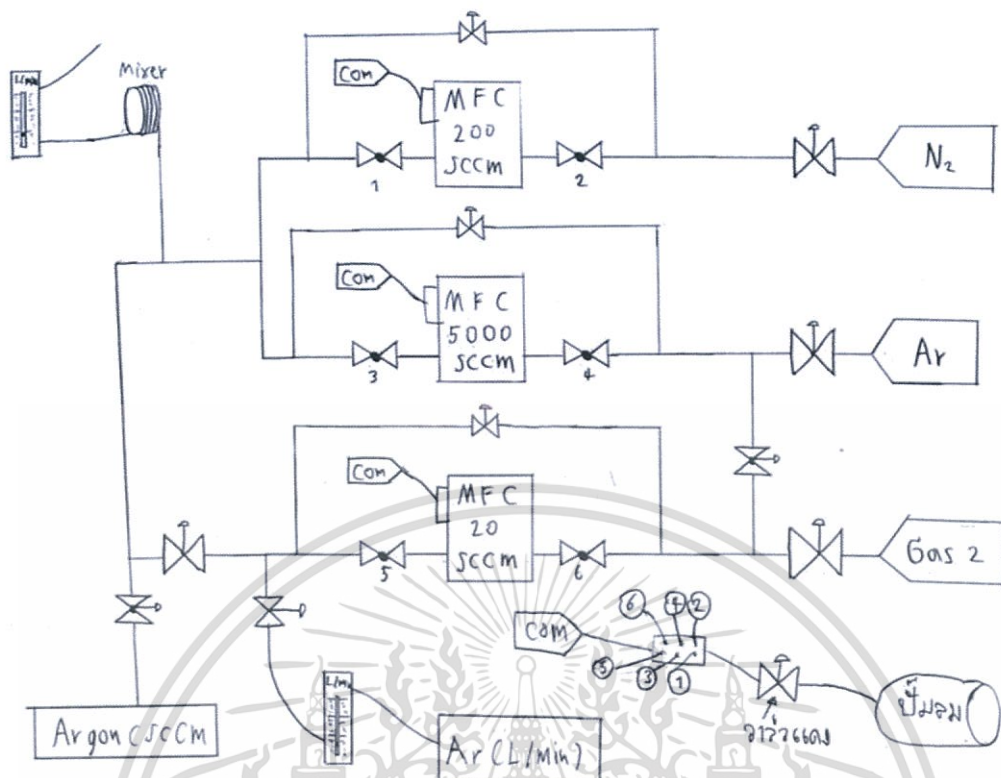 L/min
Mixer
Com
MFC
200
SCCM
1
2
N₂
Com
MFC
5000
SCCM
3
4
Ar
Com
MFC
20
SCCM
5
6
Gas 2
Com
6
4
2
5
3
1
วาล์วแดง
ปั๊มลม
Argon (SCCM
L/min
Ar (L/min)